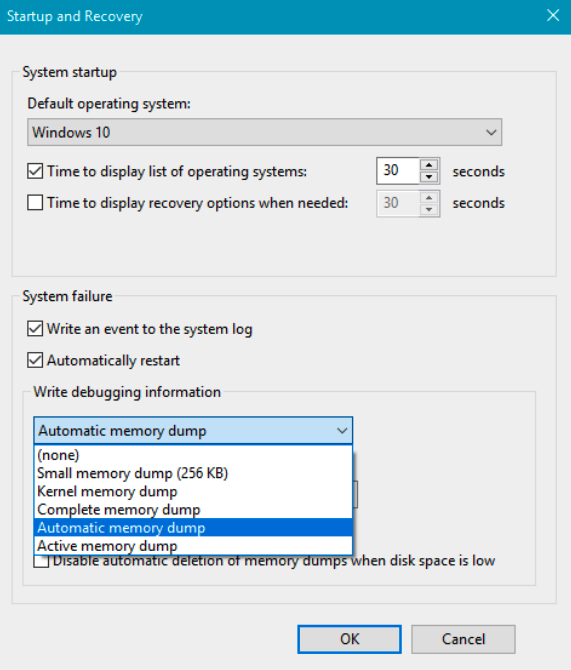 Startup and Recovery
System startup
Default operating system:
Windows 10
Time to display list of operating systems: 30 seconds
Time to display recovery options when needed: 30 seconds
System failure
Write an event to the system log
Automatically restart
Write debugging information
Automatic memory dump
(none)
Small memory dump (256 KB)
Kernel memory dump
Complete memory dump
Automatic memory dump
Active memory dump
Disable automatic deletion of memory dumps when disk space is low
OK Cancel